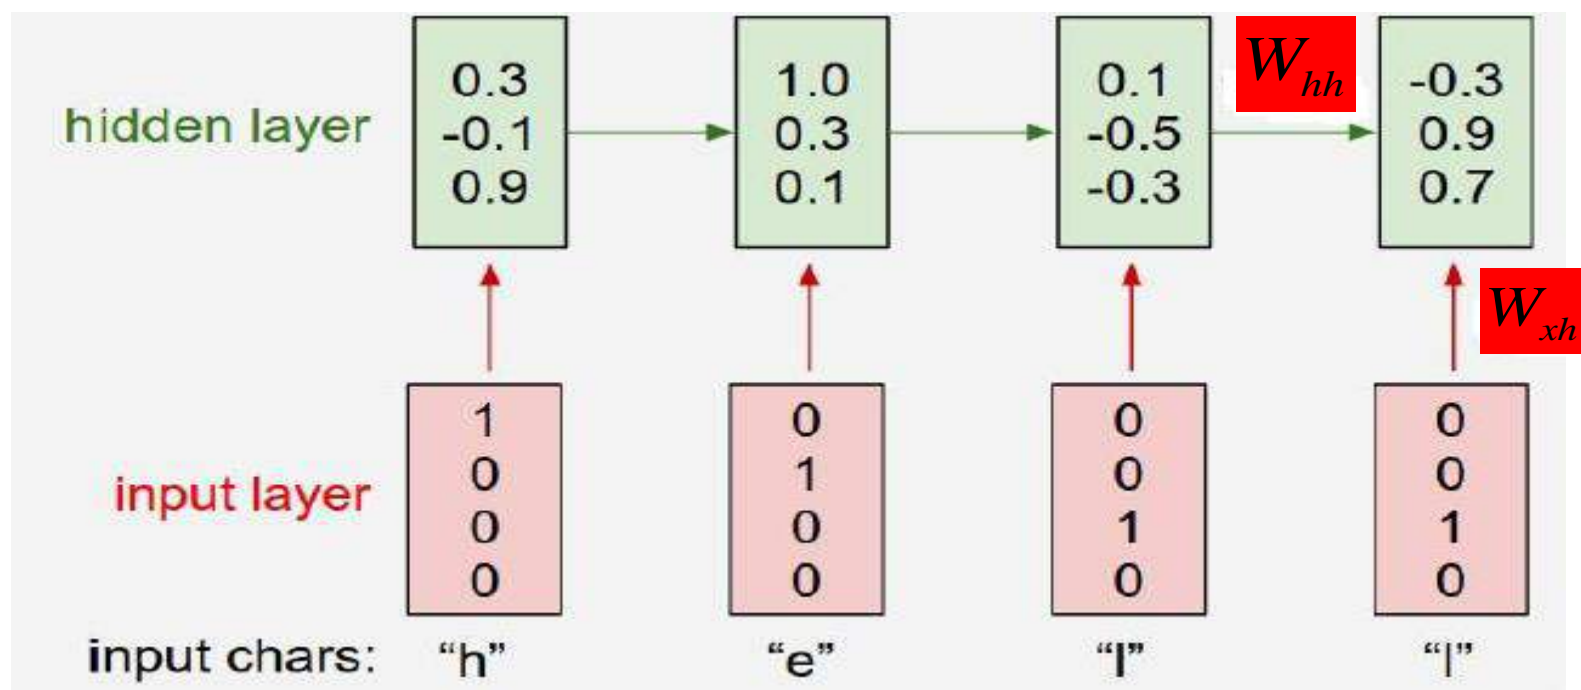 0.3 1.0 0.1 W_hh -0.3
hidden layer -0.1 0.3 -0.5 0.9
0.9 0.1 -0.3 0.7
W_xh
1 0 0 0
0 1 0 0
input layer 0 0 1 1
0 0 0 0
input chars: “h” “e” “l” “l”